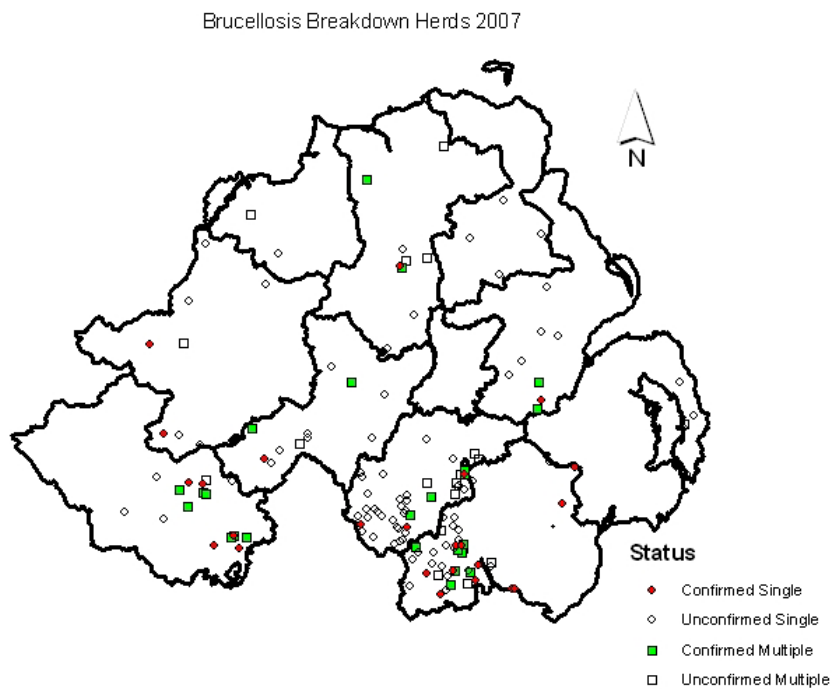 Brucellosis Breakdown Herds 2007
N
Status
Confirmed Single
Unconfirmed Single
Confirmed Multiple
Unconfirmed Multiple